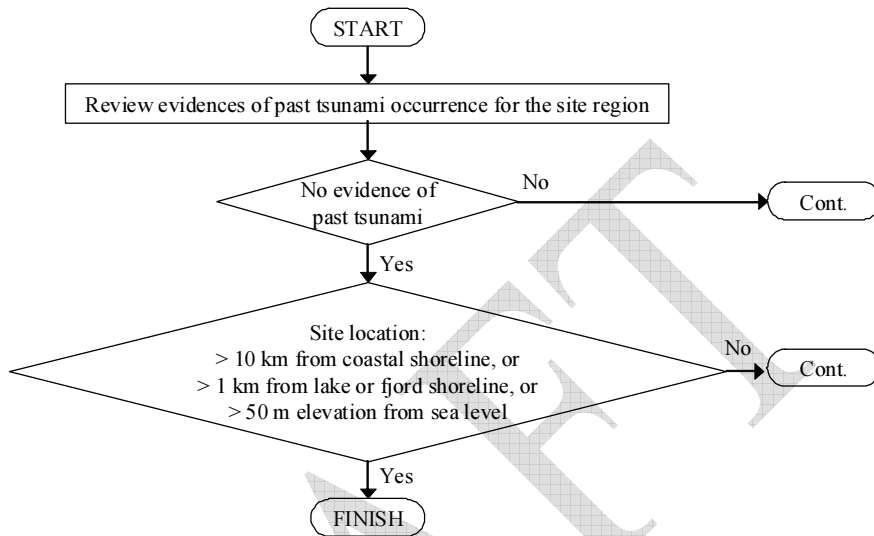 START
Review evidences of past tsunami occurrence for the site region
No evidence of
past tsunami
No
Cont.
Yes
Site location:
> 10 km from coastal shoreline, or
> 1 km from lake or fjord shoreline, or
> 50 m elevation from sea level
No
Cont.
Yes
FINISH